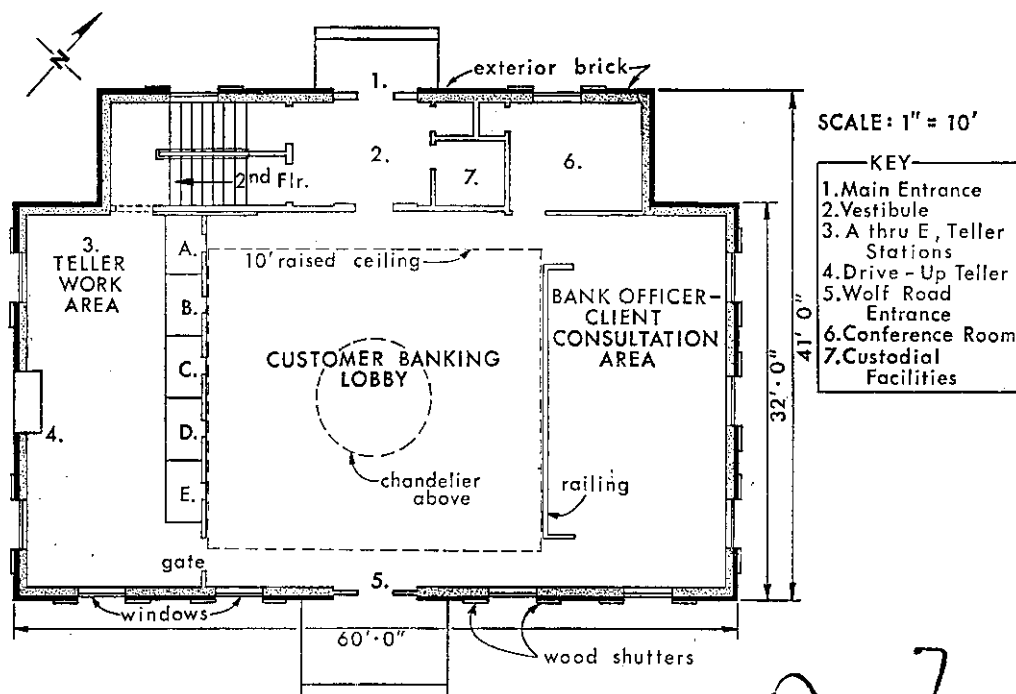 N
1.
exterior brick
SCALE: 1" = 10'
KEY
1. Main Entrance
2. Vestibule
3. A thru E, Teller
Stations
4. Drive-Up Teller
5. Wolf Road
Entrance
6. Conference Room
7. Custodial
Facilities
2.
7.
6.
2nd Flr.
3.
TELLER
WORK
AREA
A.
B.
C.
D.
E.
10' raised ceiling
BANK OFFICER-
CLIENT
CONSULTATION
AREA
CUSTOMER BANKING
LOBBY
4.
chandelier
above
railing
32'·0"
41' 0"
gate
5.
windows
60'·0"
wood shutters